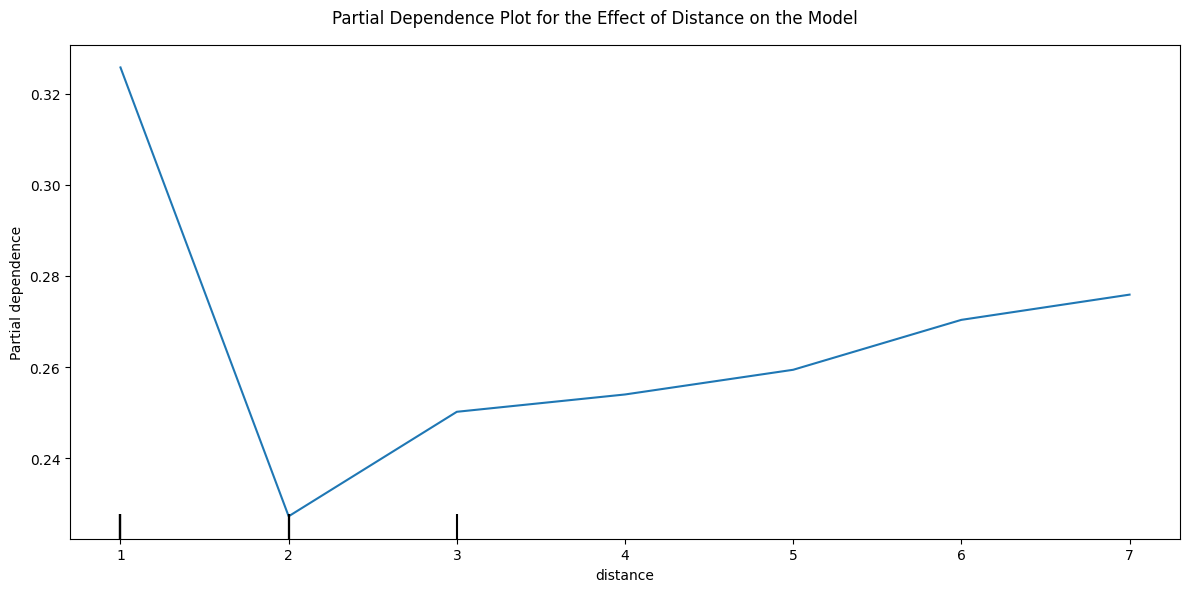 Partial Dependence Plot for the Effect of Distance on the Model
0.32
0.30
0.28
0.26
0.24
Partial dependence
1 2 3 4 5 6 7
distance